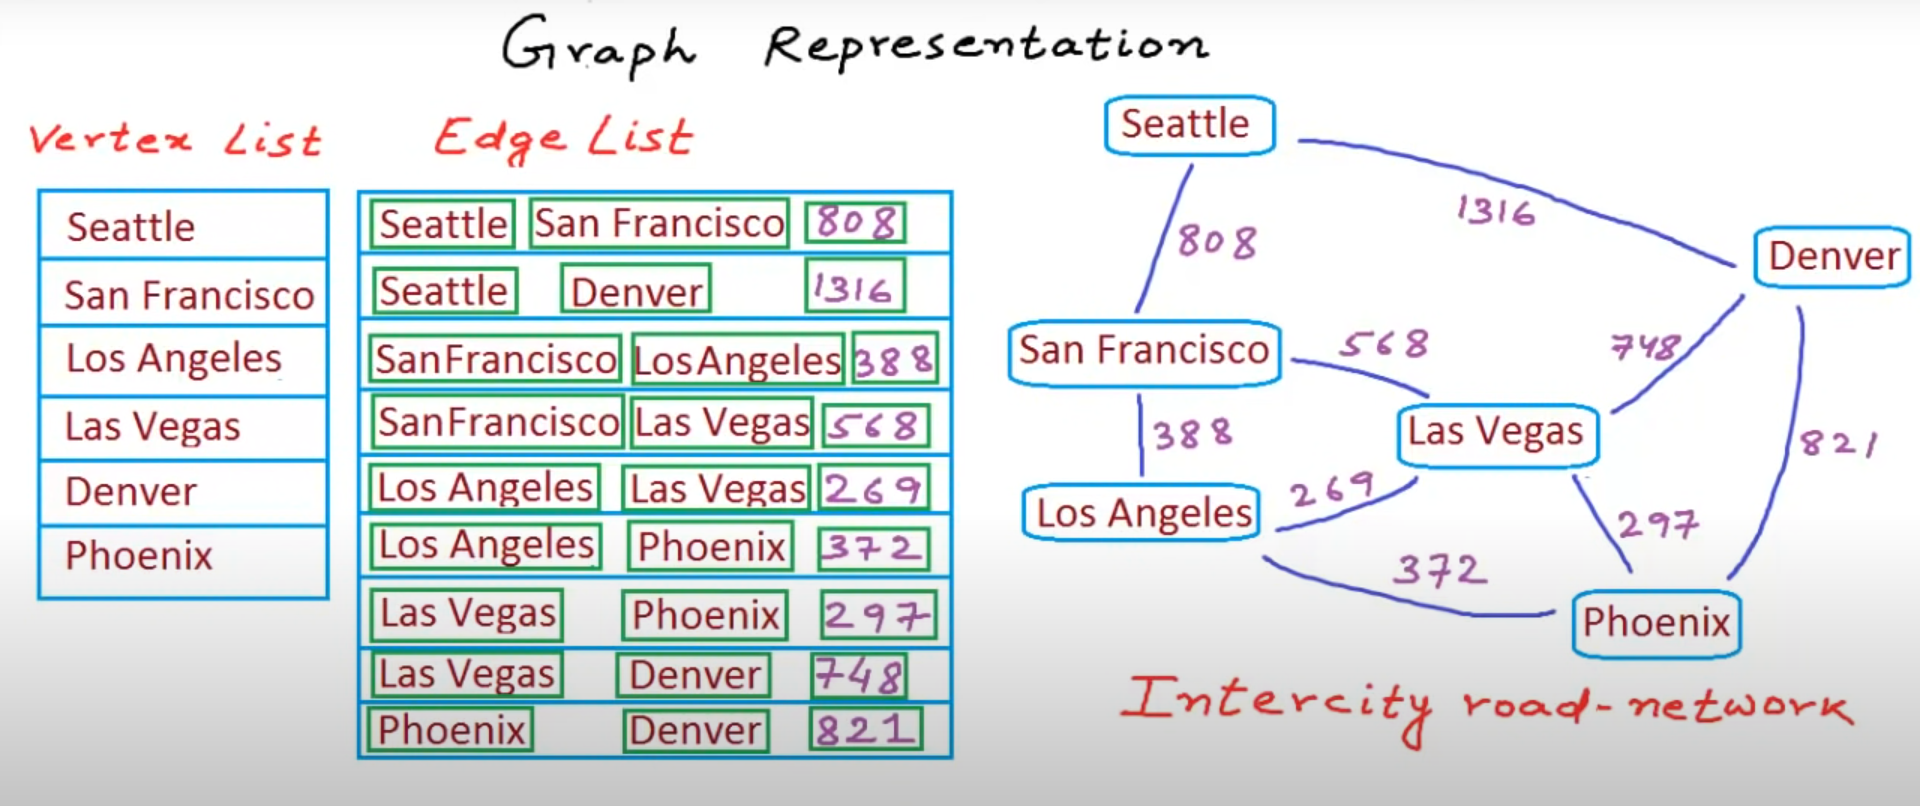 Graph Representation
Vertex List
Seattle
San Francisco
Los Angeles
Las Vegas
Denver
Phoenix
Edge List
Seattle San Francisco 808
Seattle Denver 1316
SanFrancisco LosAngeles 388
SanFrancisco Las Vegas 568
Los Angeles Las Vegas 269
Los Angeles Phoenix 372
Las Vegas Phoenix 297
Las Vegas Denver 748
Phoenix Denver 821
Seattle
1316
808
Denver
San Francisco
568
748
388
Las Vegas
821
269
Los Angeles
297
372
Phoenix
Intercity road-network